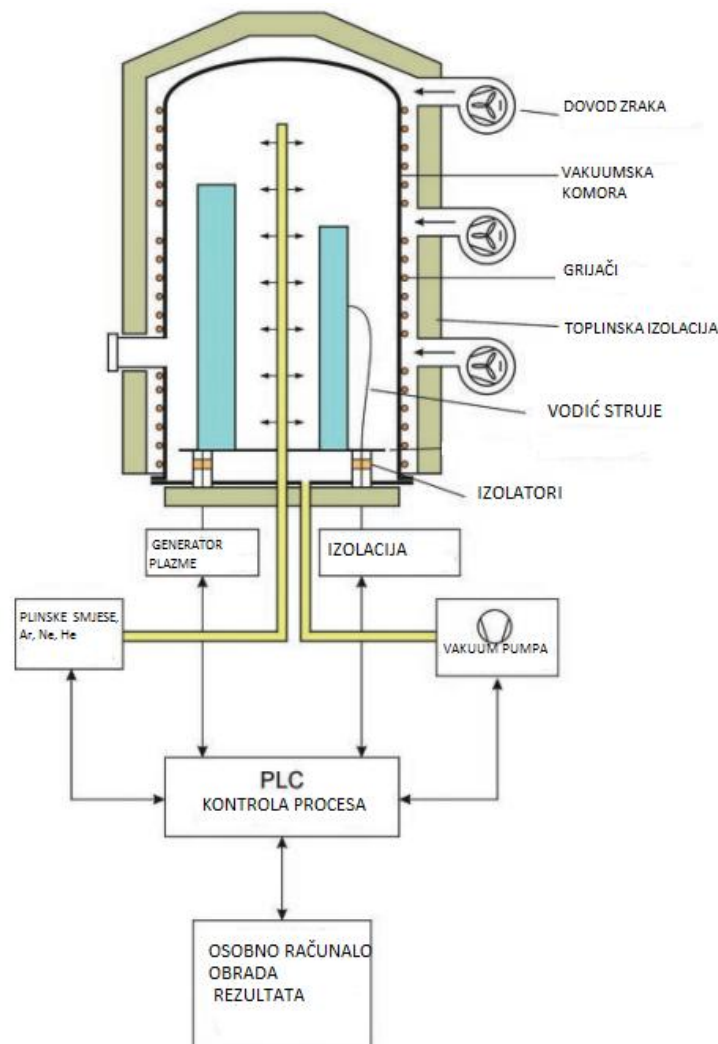 DOVOD ZRAKA
VAKUUMSKA
KOMORA
GRIJAČI
TOPLINSKA IZOLACIJA
VODIĆ STRUJE
IZOLATORI
GENERATOR
PLAZME
IZOLACIJA
PLINSKE SMJESE,
Ar, Ne, He
VAKUUM PUMPA
PLC
KONTROLA PROCESA
OSOBNO RAČUNALO
OBRADA
REZULTATA